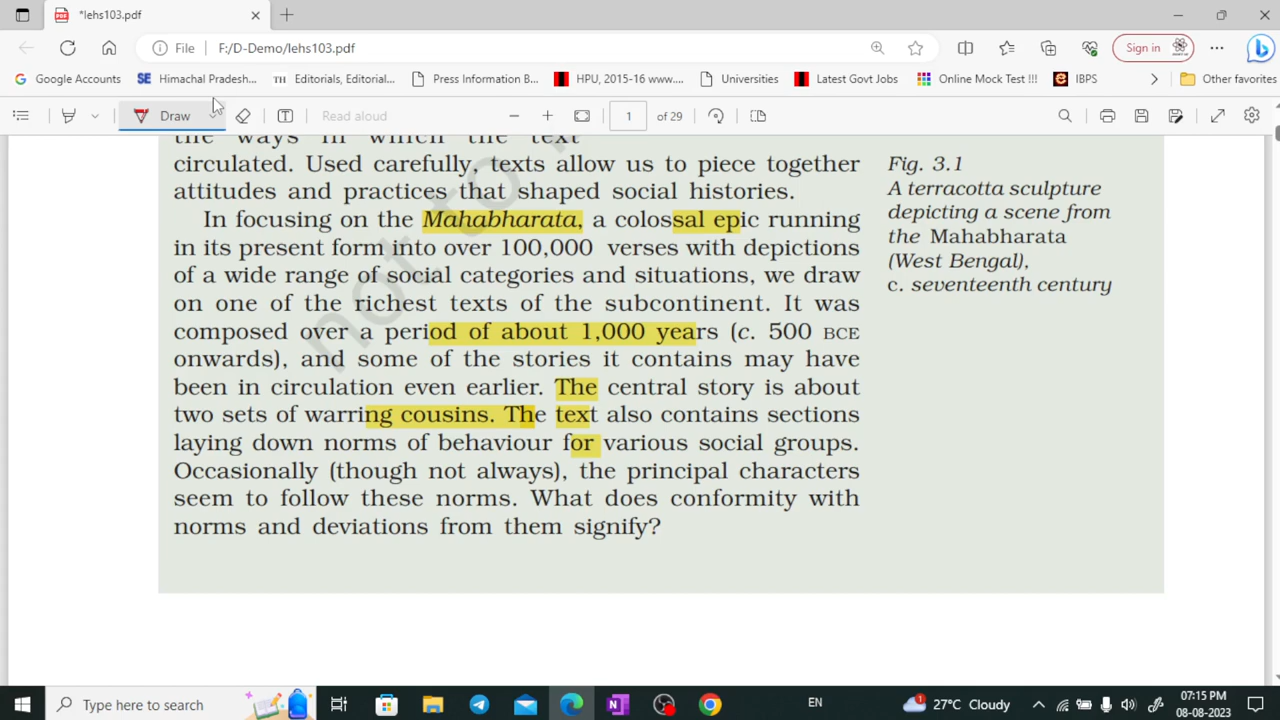 *lehs103.pdf
File F:/D-Demo/lehs103.pdf Sign in
Google Accounts Himachal Pradesh... Editorials, Editorial... Press Information B... HPU, 2015-16 www.... Universities Latest Govt Jobs Online Mock Test !!! IBPS Other favorites
Draw Read aloud 1 of 29
the ways in which the text
circulated. Used carefully, texts allow us to piece together
attitudes and practices that shaped social histories.
In focusing on the Mahabharata, a colossal epic running
in its present form into over 100,000 verses with depictions
of a wide range of social categories and situations, we draw
on one of the richest texts of the subcontinent. It was
composed over a period of about 1,000 years (c. 500 BCE
onwards), and some of the stories it contains may have
been in circulation even earlier. The central story is about
two sets of warring cousins. The text also contains sections
laying down norms of behaviour for various social groups.
Occasionally (though not always), the principal characters
seem to follow these norms. What does conformity with
norms and deviations from them signify?
Fig. 3.1
A terracotta sculpture
depicting a scene from
the Mahabharata
(West Bengal),
c. seventeenth century
not to
Type here to search EN 1 27°C Cloudy 07:15 PM
08-08-2023